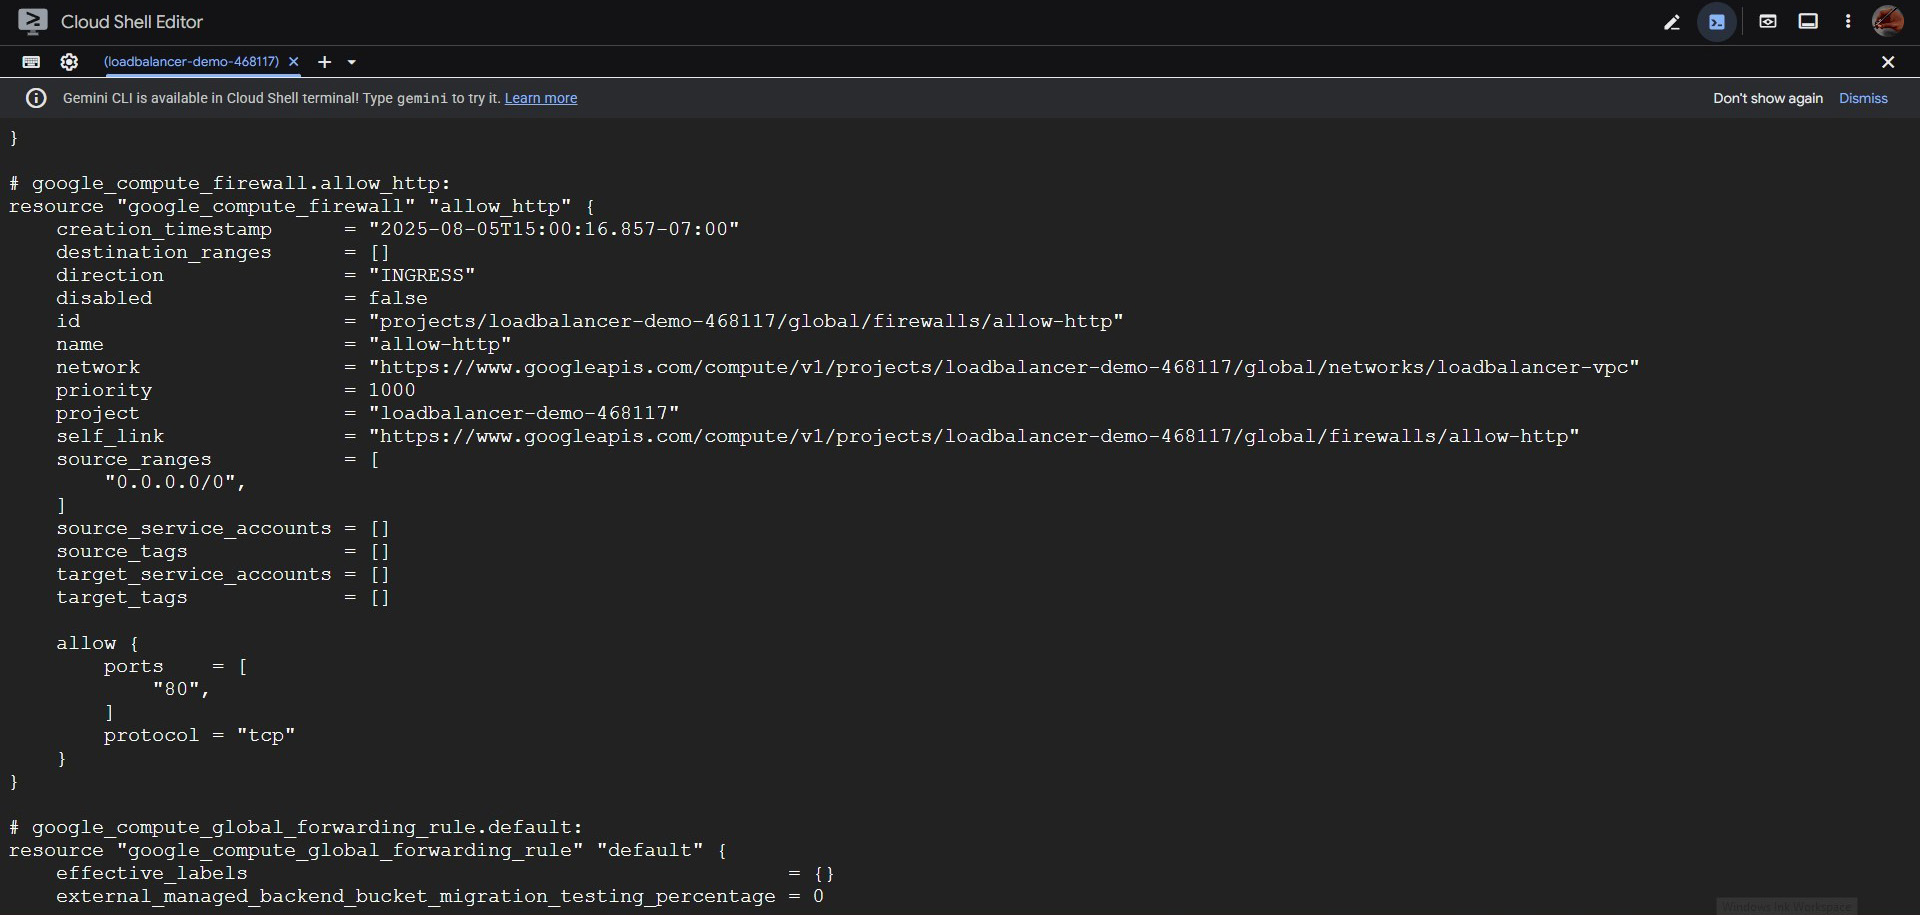 Cloud Shell Editor
(loadbalancer-demo-468117)
Gemini CLI is available in Cloud Shell terminal! Type gemini to try it. Learn more
Don't show again
Dismiss
}
# google_compute_firewall.allow_http:
resource "google_compute_firewall" "allow_http" {
    creation_timestamp      = "2025-08-05T15:00:16.857-07:00"
    destination_ranges      = []
    direction               = "INGRESS"
    disabled                = false
    id                      = "projects/loadbalancer-demo-468117/global/firewalls/allow-http"
    name                    = "allow-http"
    network                 = "https://www.googleapis.com/compute/v1/projects/loadbalancer-demo-468117/global/networks/loadbalancer-vpc"
    priority                = 1000
    project                 = "loadbalancer-demo-468117"
    self_link               = "https://www.googleapis.com/compute/v1/projects/loadbalancer-demo-468117/global/firewalls/allow-http"
    source_ranges           = [
        "0.0.0.0/0",
    ]
    source_service_accounts = []
    source_tags             = []
    target_service_accounts = []
    target_tags             = []
    allow {
        ports    = [
            "80",
        ]
        protocol = "tcp"
    }
}
# google_compute_global_forwarding_rule.default:
resource "google_compute_global_forwarding_rule" "default" {
    effective_labels                                             = {}
    external_managed_backend_bucket_migration_testing_percentage = 0
Windows Ink Workspace